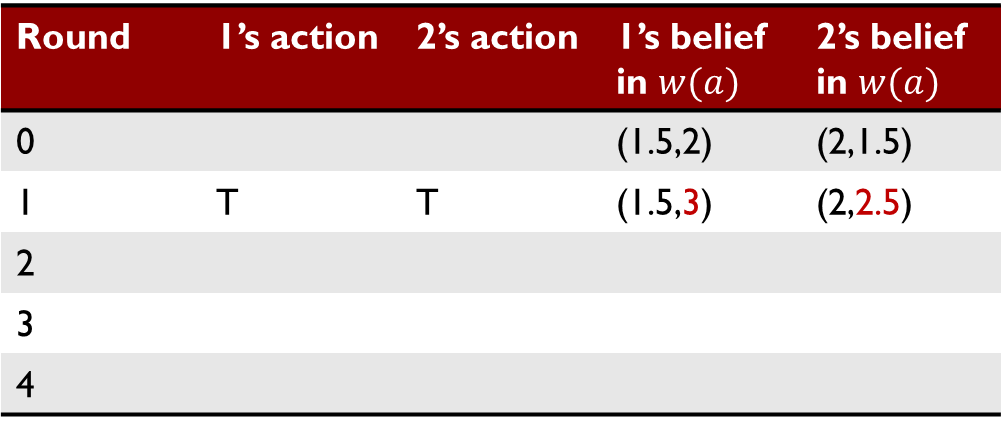 Round 1's action 2's action 1's belief in w(a) 2's belief in w(a)
0 (1.5,2) (2,1.5)
1 T T (1.5,3) (2,2.5)
2
3
4